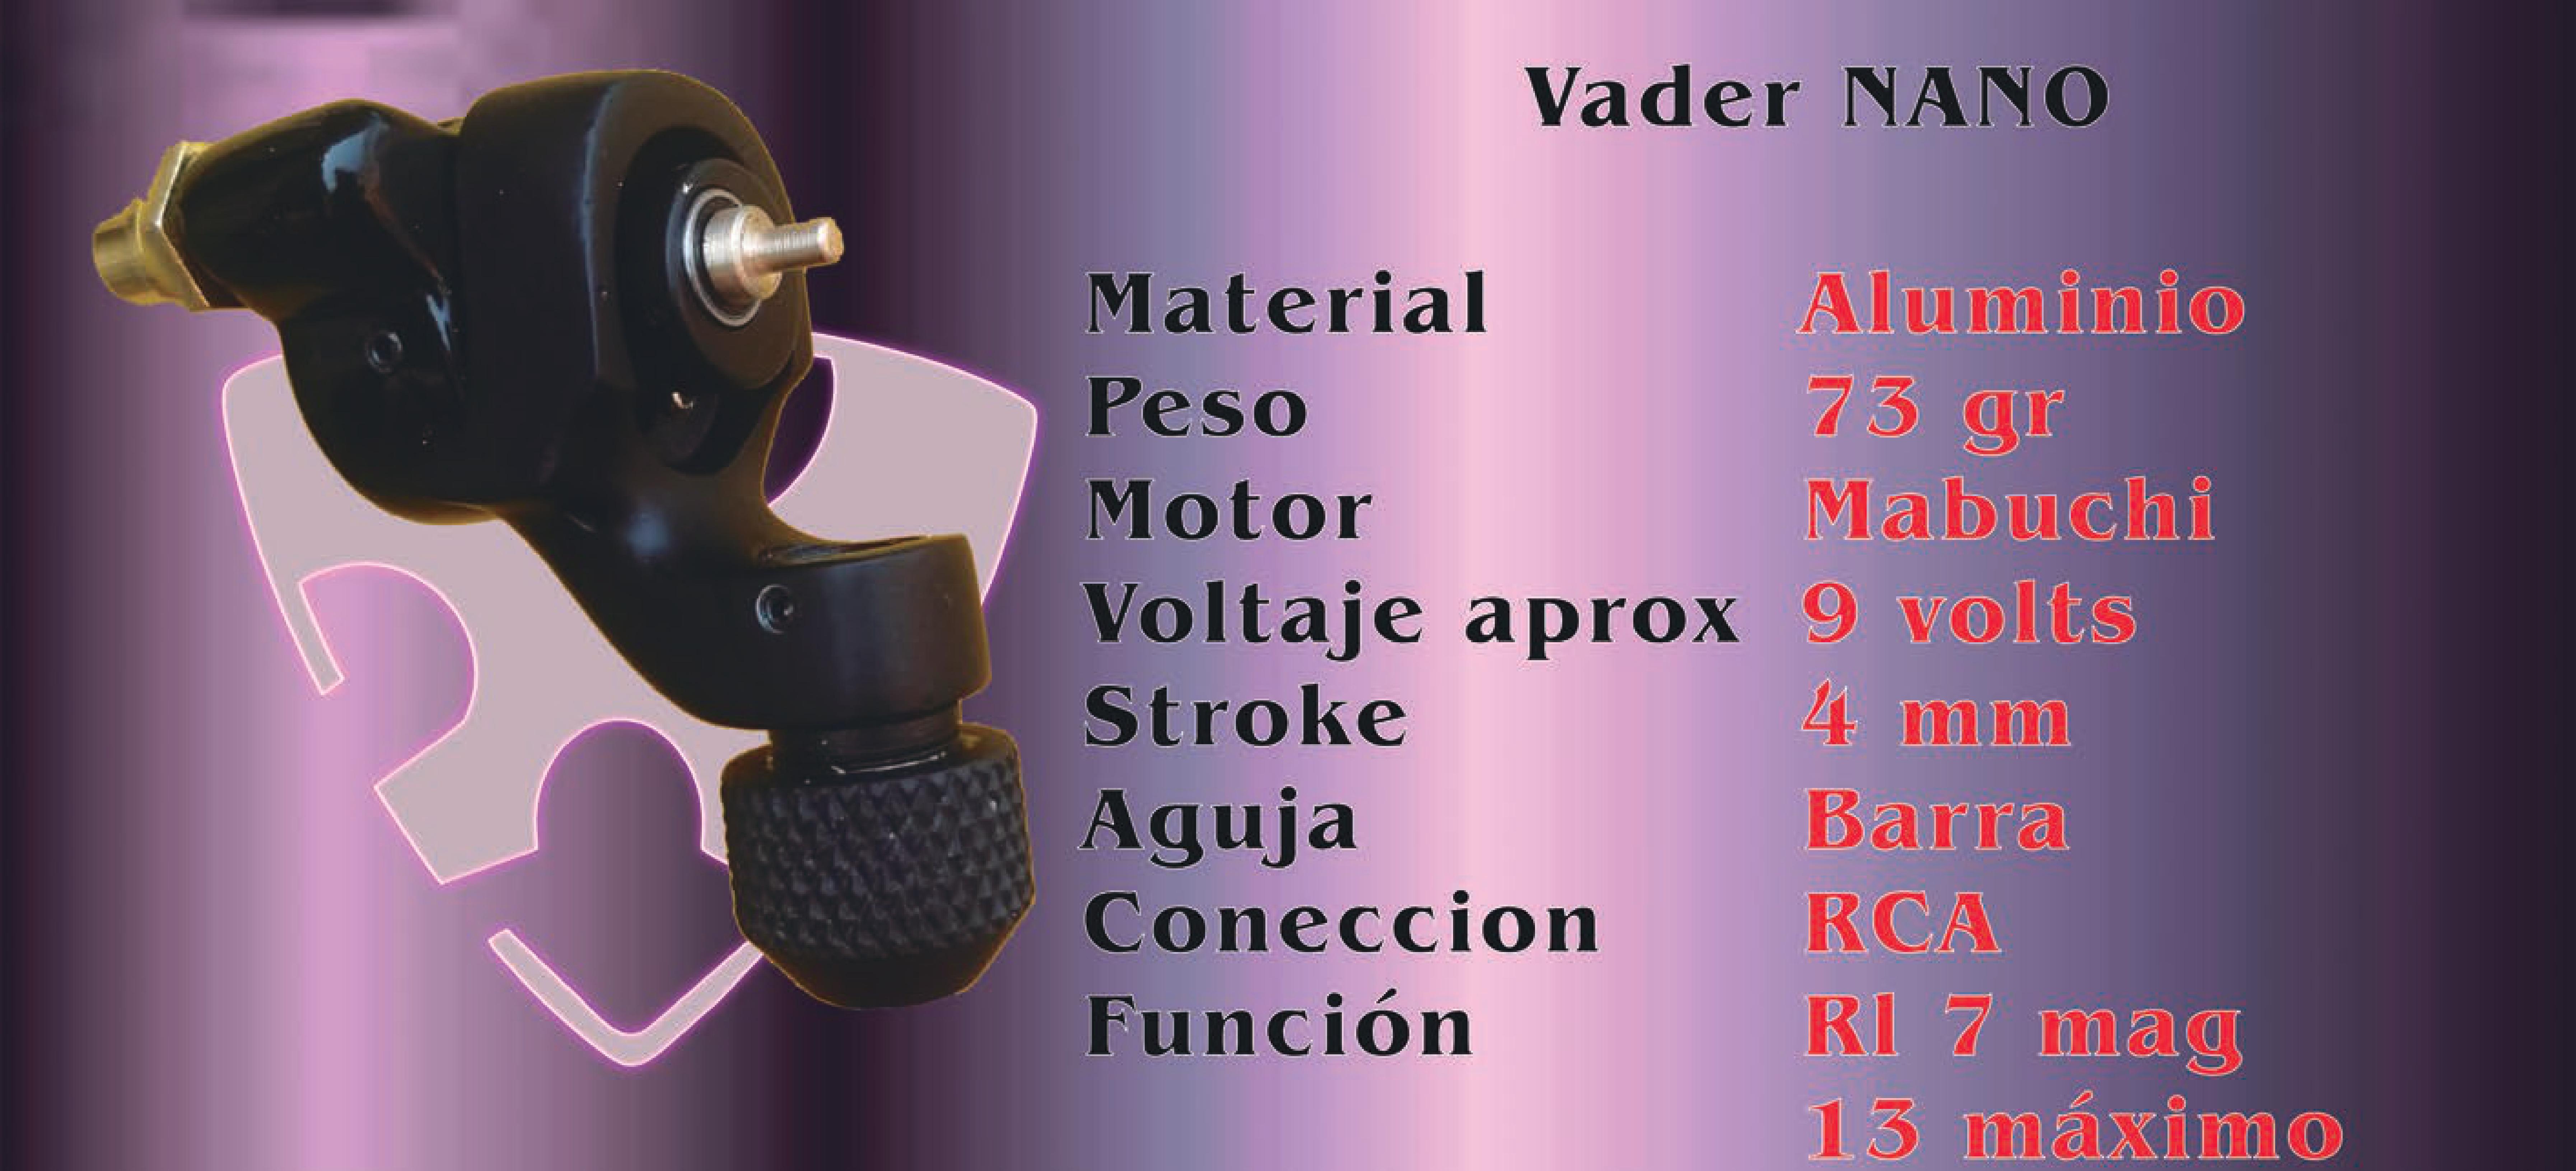 Vader NANO
Material Aluminio
Peso 73 gr
Motor Mabuchi
Voltaje aprox 9 volts
Stroke 4 mm
Aguja Barra
Coneccion RCA
Función Rl 7 mag
13 máximo